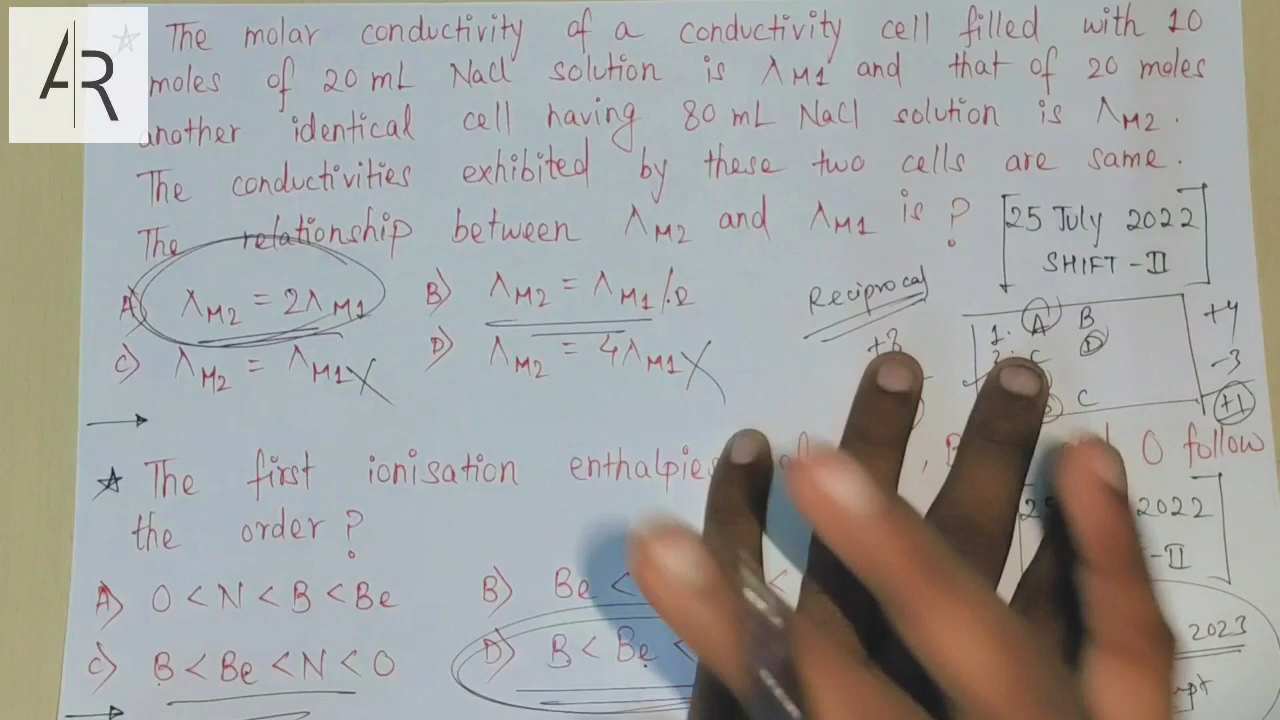 AR
The molar conductivity of a conductivity cell filled with 10
moles of 20 mL NaCl solution is λM1 and that of 20 moles
another identical cell having 80 mL NaCl solution is λM2.
The conductivities exhibited by these two cells are same.
The relationship between λM2 and λM1 is ?
[25 July 2022
SHIFT - II]
A) λM2 = 2λM1 B) λM2 = λM1/2
C) λM2 = λM1 X D) λM2 = 4λM1 X
Reciprocal
1. A B
C D
C
+4
-3
+1
☆ The first ionisation , O follow
the order ?
2022
-II
A) O < N < B < Be B) Be <
C) B < Be < N < O D) B < Be <
2023